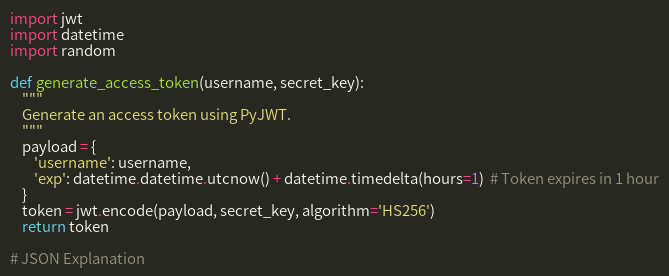 import jwt
import datetime
import random

def generate_access_token(username, secret_key):
    """
    Generate an access token using PyJWT.
    """
    payload = {
        'username': username,
        'exp': datetime.datetime.utcnow() + datetime.timedelta(hours=1)  # Token expires in 1 hour
    }
    token = jwt.encode(payload, secret_key, algorithm='HS256')
    return token

# JSON Explanation